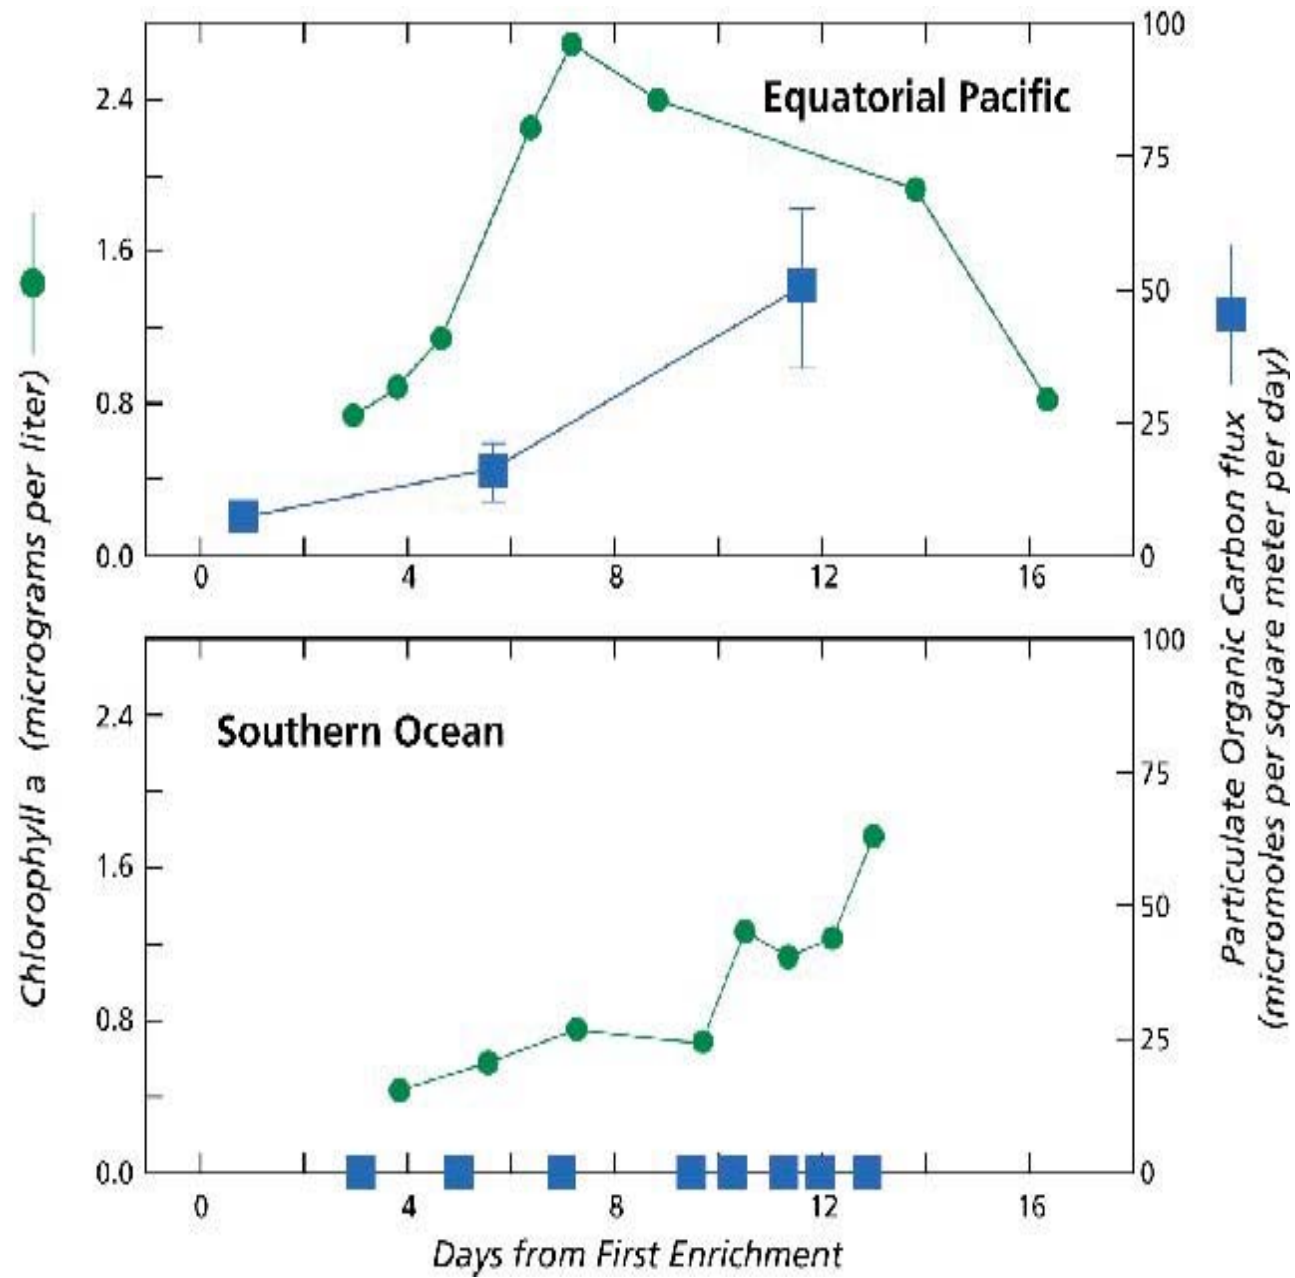 Equatorial Pacific
2.4
1.6
0.8
0.0
100
75
50
25
0
0 4 8 12 16
Southern Ocean
2.4
1.6
0.8
0.0
100
75
50
25
0
0 4 8 12 16
Days from First Enrichment
Chlorophyll a (micrograms per liter)
Particulate Organic Carbon flux
(micromoles per square meter per day)